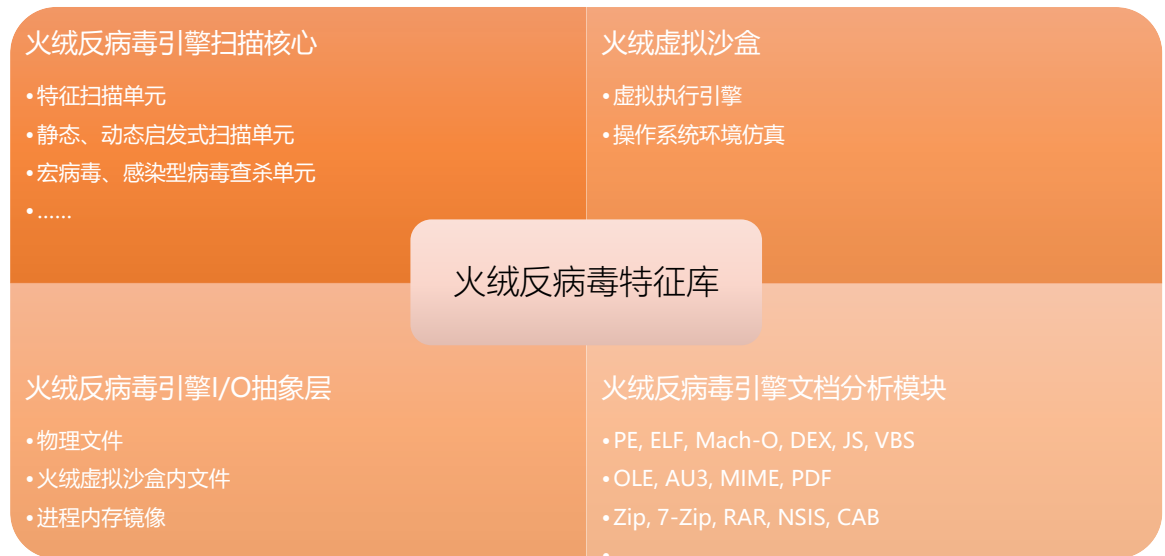 火绒反病毒引擎扫描核心
•特征扫描单元
•静态、动态启发式扫描单元
•宏病毒、感染型病毒查杀单元
•……
火绒虚拟沙盒
•虚拟执行引擎
•操作系统环境仿真
火绒反病毒特征库
火绒反病毒引擎I/O抽象层
•物理文件
•火绒虚拟沙盒内文件
•进程内存镜像
火绒反病毒引擎文档分析模块
•PE, ELF, Mach-O, DEX, JS, VBS
•OLE, AU3, MIME, PDF
•Zip, 7-Zip, RAR, NSIS, CAB